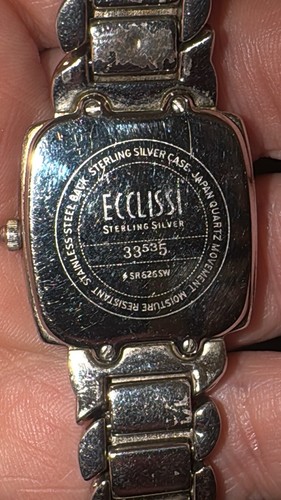 STERLING SILVER CASE JAPAN QUARTZ MOVEMENT MOISTURE RESISTANT STAINLESS STEEL BACK
ECCLISSI
STERLING SILVER
33535
SR626SW